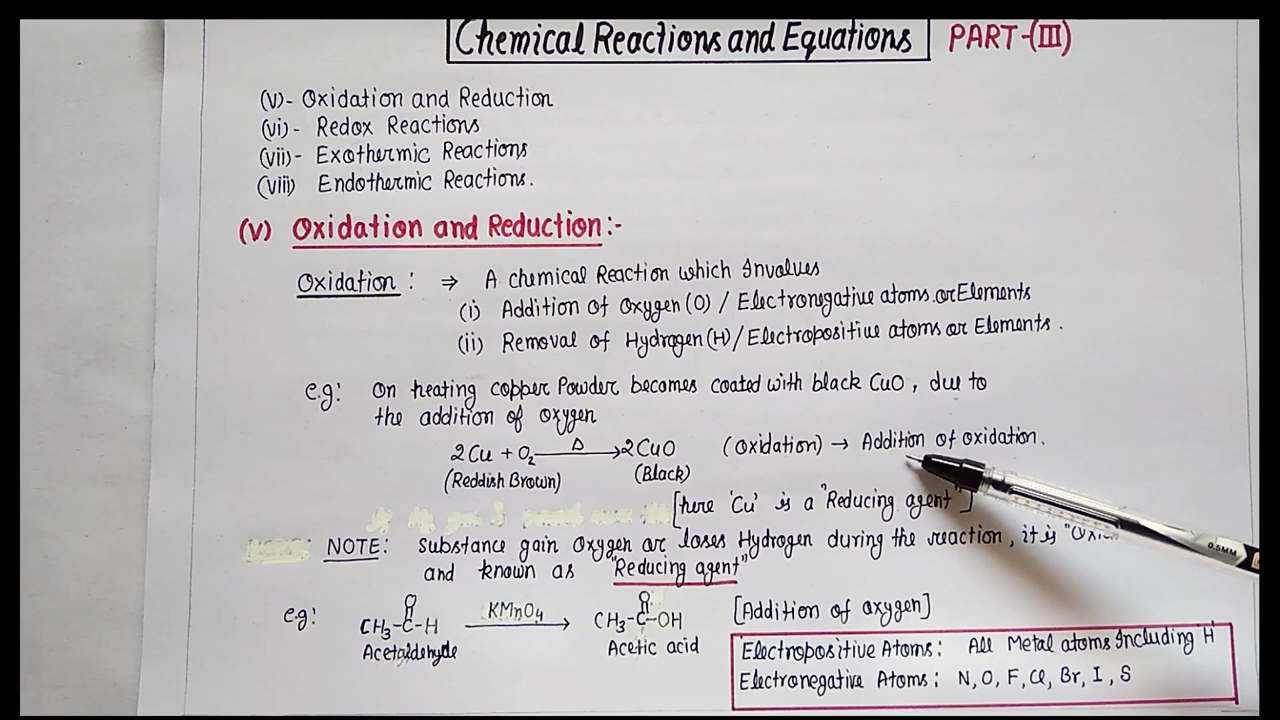 Chemical Reactions and Equations PART-(III)
(v)- Oxidation and Reduction
(vi)- Redox Reactions
(vii)- Exothermic Reactions
(viii) Endothermic Reactions.
(v) Oxidation and Reduction:-
Oxidation: ⇒ A chemical Reaction which Involves
(i) Addition of Oxygen (O) / Electronegative atoms or Elements
(ii) Removal of Hydrogen (H) / Electropositive atoms or Elements.
e.g: On heating copper Powder becomes coated with black CuO, due to
the addition of oxygen
2Cu + O₂ —Δ→ 2CuO (Oxidation) → Addition of oxidation.
(Reddish Brown) (Black)
[here 'Cu' is a "Reducing agent"]
NOTE: Substance gain Oxygen or loses Hydrogen during the reaction, it is
and known as "Reducing agent"
e.g: CH₃-C-H KMnO₄ → CH₃-C-OH [Addition of oxygen]
O O
Acetaldehyde Acetic acid
Electropositive Atoms: All Metal atoms Including 'H'
Electronegative Atoms: N, O, F, Cl, Br, I, S
0.5MM